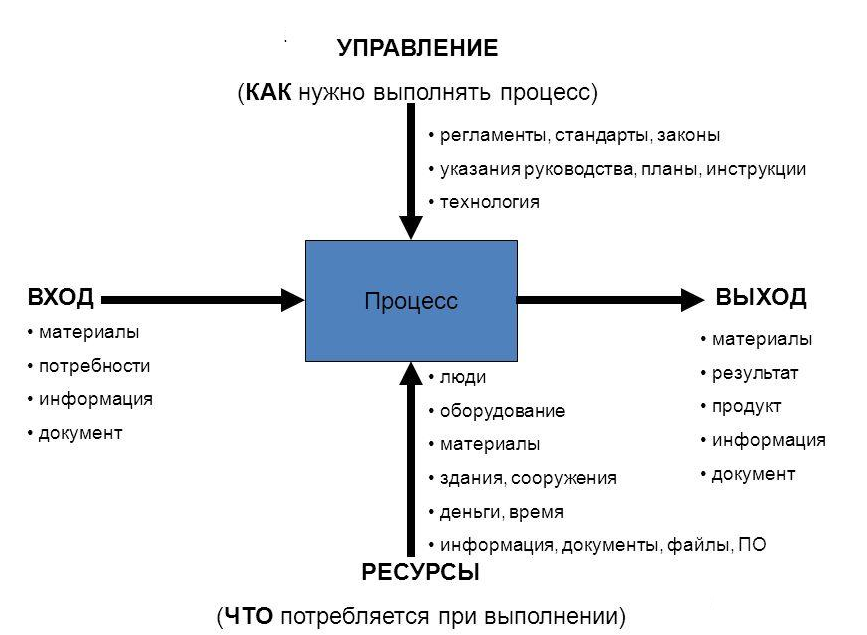 УПРАВЛЕНИЕ
(КАК нужно выполнять процесс)
• регламенты, стандарты, законы
• указания руководства, планы, инструкции
• технология
ВХОД
• материалы
• потребности
• информация
• документ
Процесс
ВЫХОД
• материалы
• результат
• продукт
• информация
• документ
• люди
• оборудование
• материалы
• здания, сооружения
• деньги, время
• информация, документы, файлы, ПО
РЕСУРСЫ
(ЧТО потребляется при выполнении)